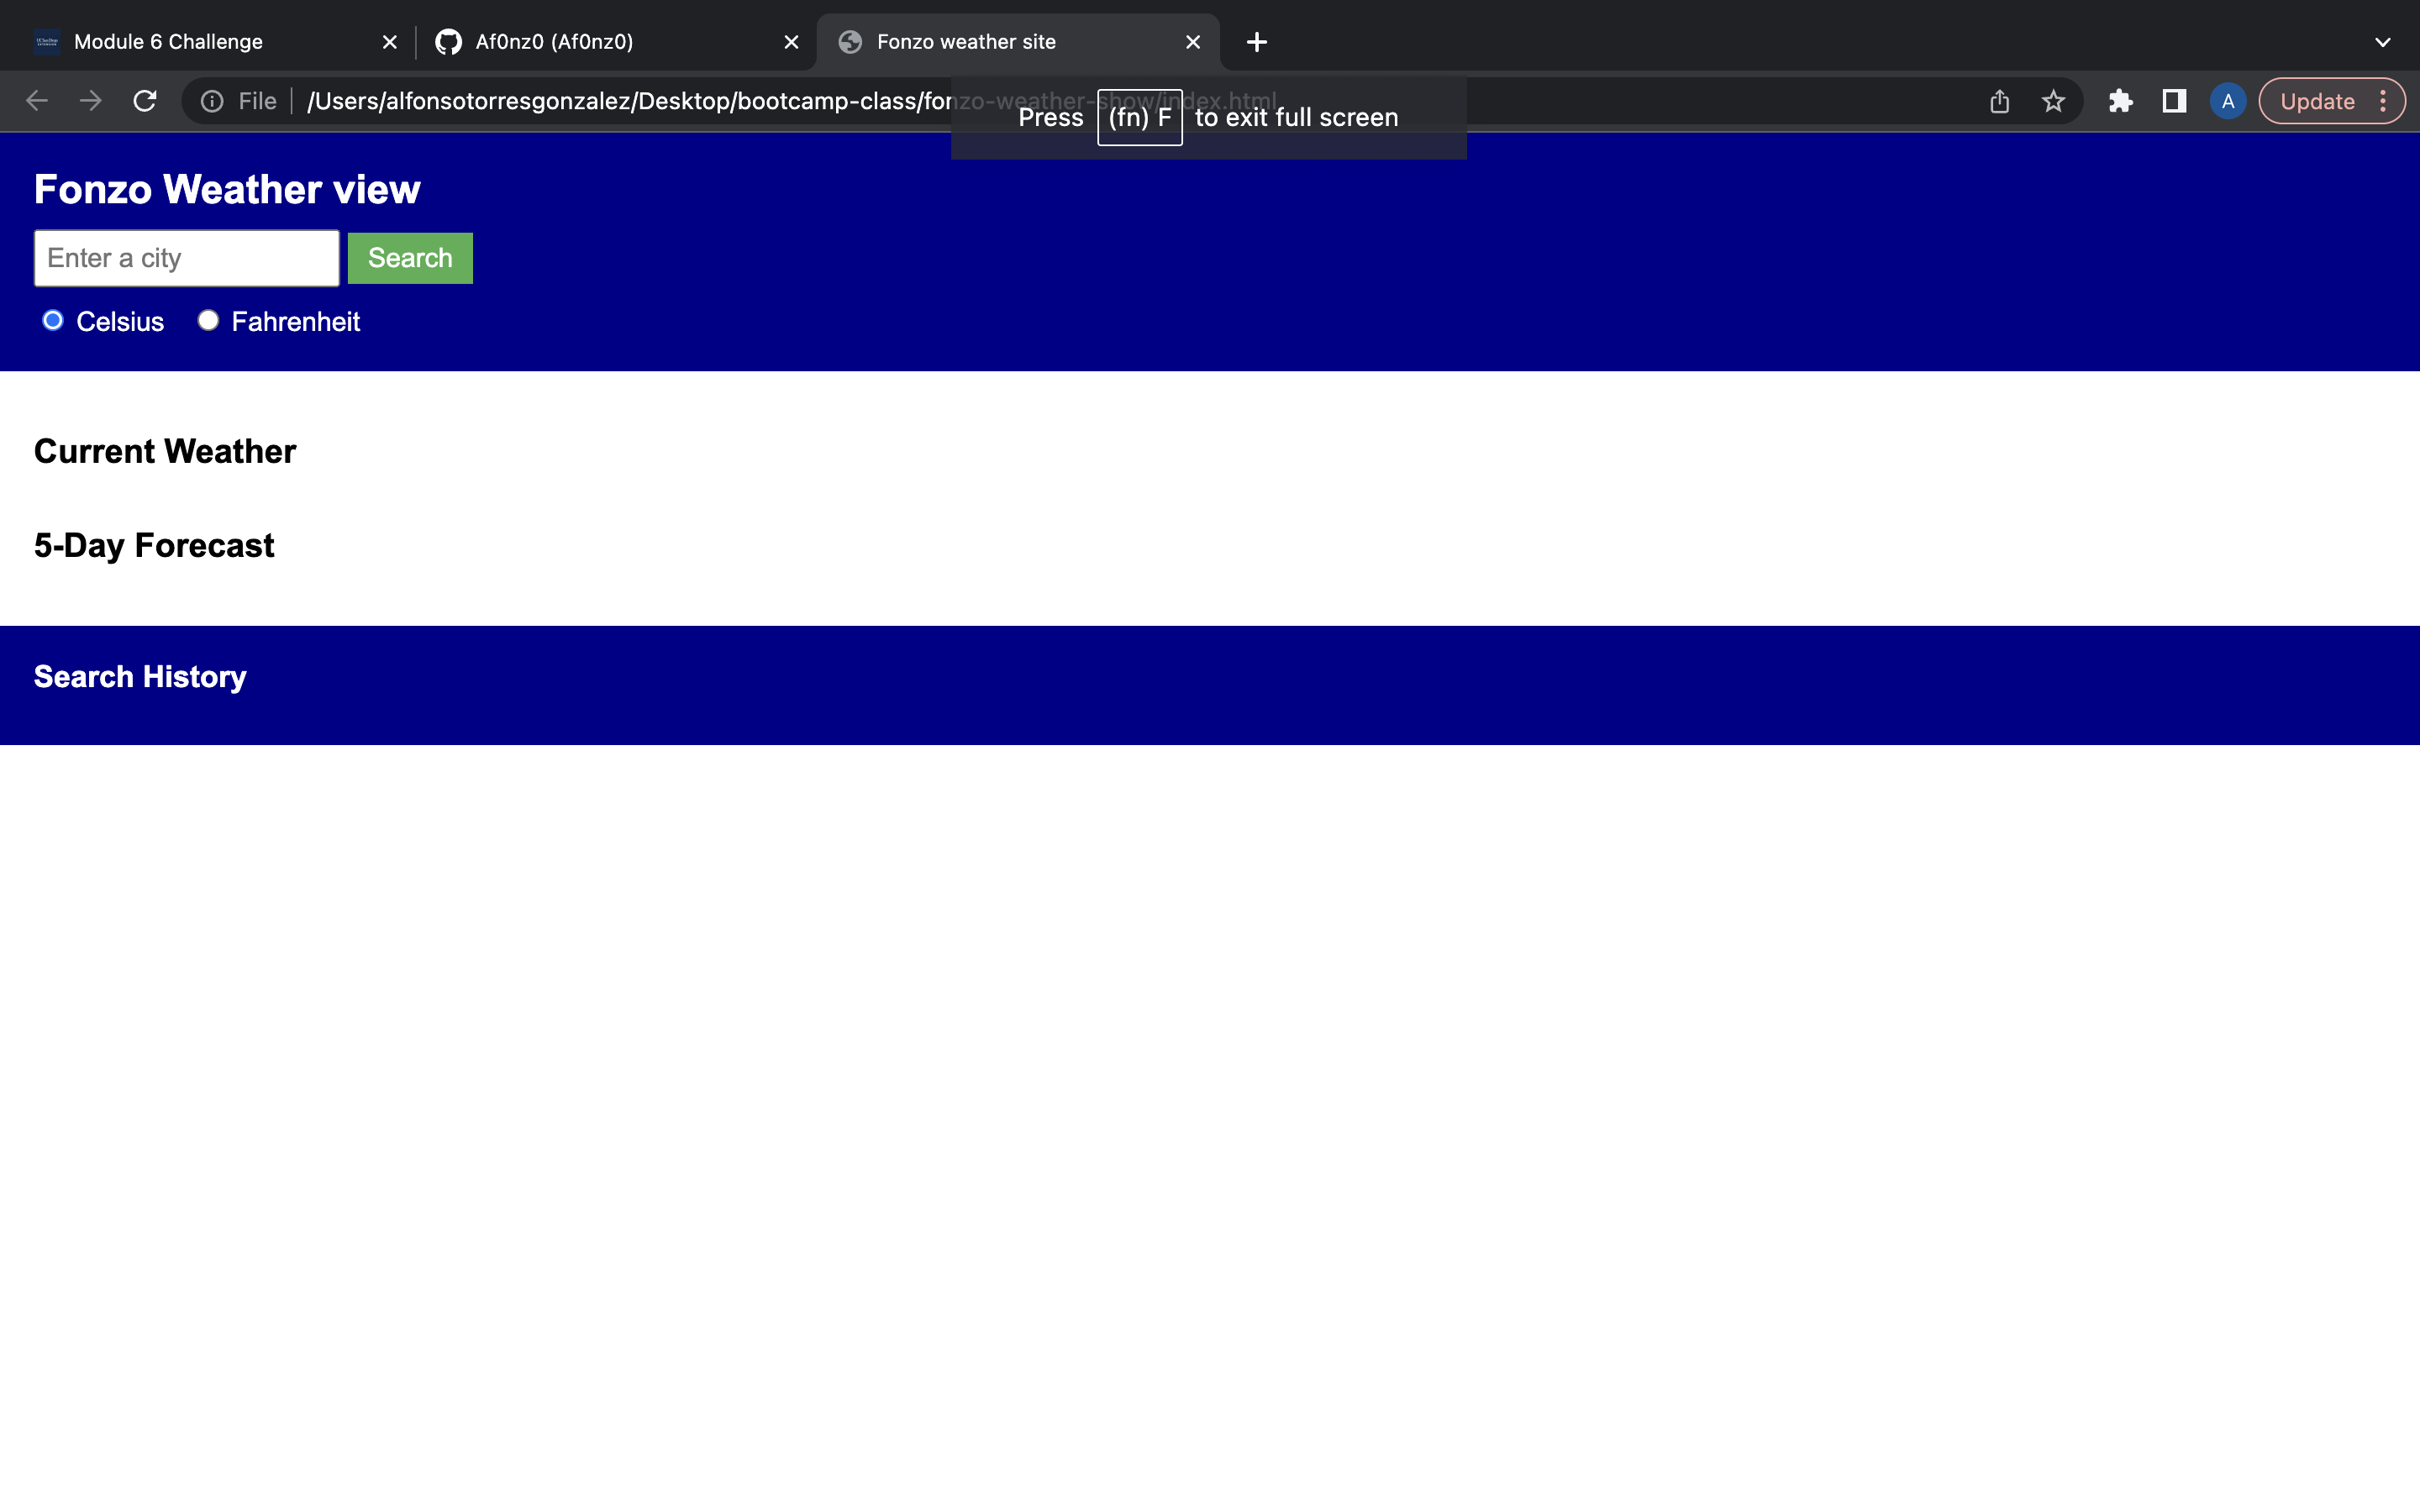 Module 6 Challenge
Af0nz0 (Af0nz0)
Fonzo weather site
File /Users/alfonsotorresgonzalez/Desktop/bootcamp-class/fonzo-weather-show/index.html
A
Update
Press (fn) F to exit full screen
Fonzo Weather view
Enter a city
Search
Celsius
Fahrenheit
Current Weather
5-Day Forecast
Search History